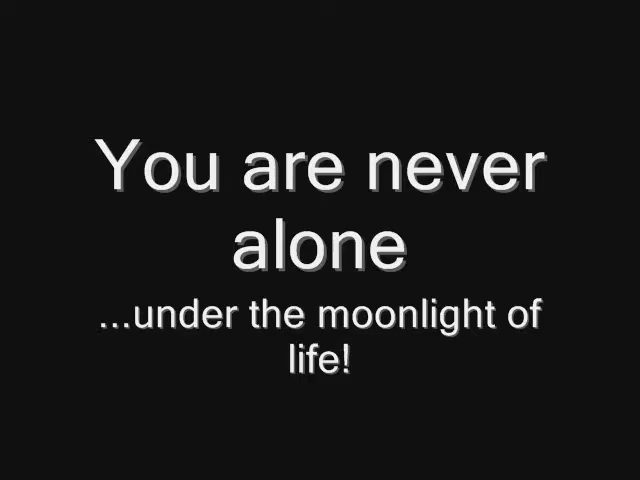 You are never
alone
...under the moonlight of
life!